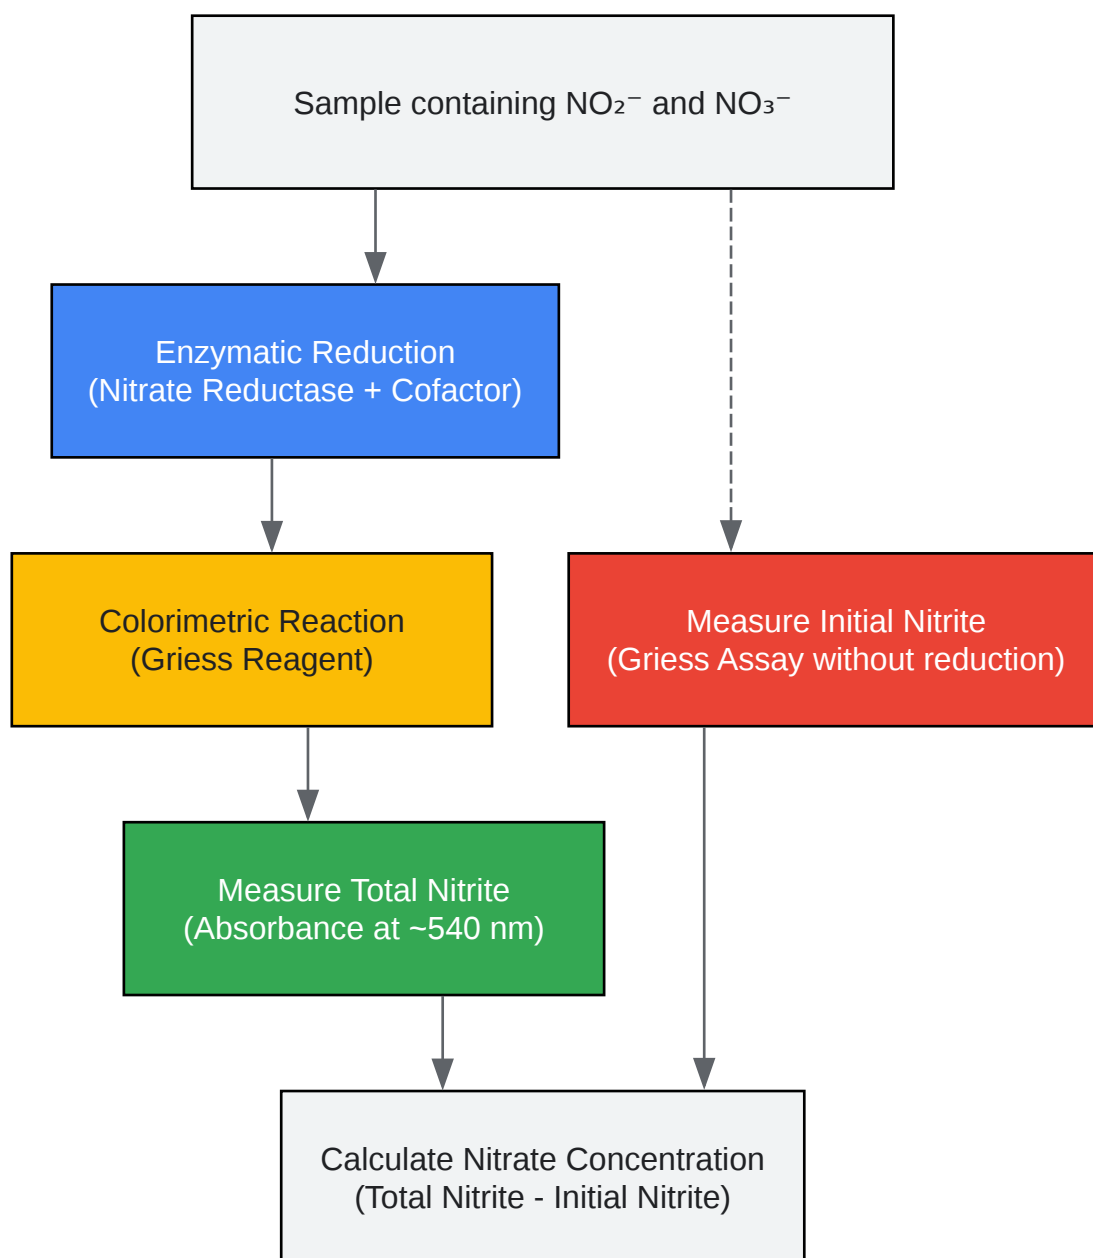 Sample containing NO₂⁻ and NO₃⁻
Enzymatic Reduction
(Nitrate Reductase + Cofactor)
Colorimetric Reaction
(Griess Reagent)
Measure Initial Nitrite
(Griess Assay without reduction)
Measure Total Nitrite
(Absorbance at ~540 nm)
Calculate Nitrate Concentration
(Total Nitrite - Initial Nitrite)